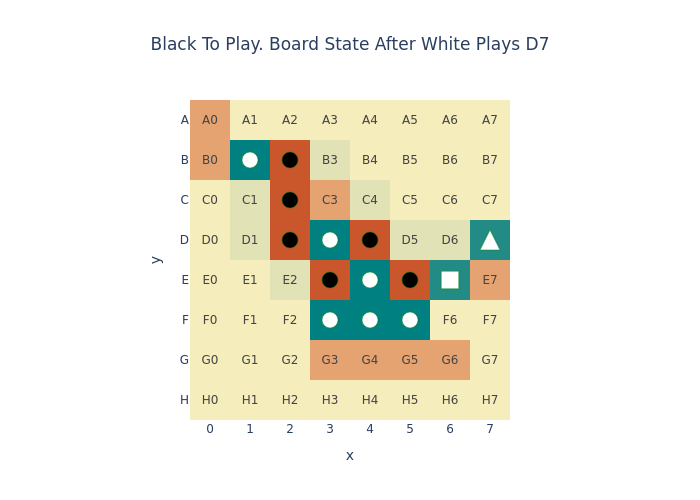 Black To Play. Board State After White Plays D7
A A0 A1 A2 A3 A4 A5 A6 A7
B B0 B3 B4 B5 B6 B7
C C0 C1 C3 C4 C5 C6 C7
D D0 D1 D5 D6
y
E E0 E1 E2 E7
F F0 F1 F2 F6 F7
G G0 G1 G2 G3 G4 G5 G6 G7
H H0 H1 H2 H3 H4 H5 H6 H7
0 1 2 3 4 5 6 7
x